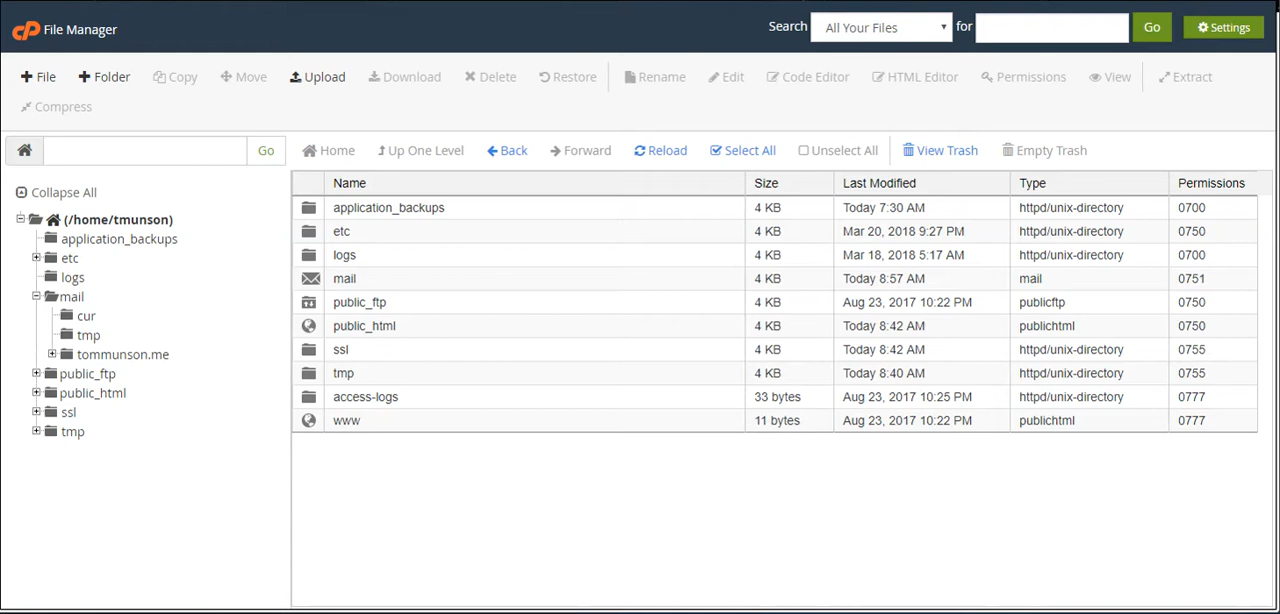 cP File Manager Search All Your Files for Go Settings
File Folder Copy Move Upload Download Delete Restore Rename Edit Code Editor HTML Editor Permissions View Extract
Compress
Go Home Up One Level Back Forward Reload Select All Unselect All View Trash Empty Trash
Collapse All
(/home/tmunson)
application_backups
etc
logs
mail
cur
tmp
tommunson.me
public_ftp
public_html
ssl
tmp
Name Size Last Modified Type Permissions
application_backups 4 KB Today 7:30 AM httpd/unix-directory 0700
etc 4 KB Mar 20, 2018 9:27 PM httpd/unix-directory 0750
logs 4 KB Mar 18, 2018 5:17 AM httpd/unix-directory 0700
mail 4 KB Today 8:57 AM mail 0751
public_ftp 4 KB Aug 23, 2017 10:22 PM publicftp 0750
public_html 4 KB Today 8:42 AM publichtml 0750
ssl 4 KB Today 8:42 AM httpd/unix-directory 0755
tmp 4 KB Today 8:40 AM httpd/unix-directory 0755
access-logs 33 bytes Aug 23, 2017 10:25 PM httpd/unix-directory 0777
www 11 bytes Aug 23, 2017 10:22 PM publichtml 0777